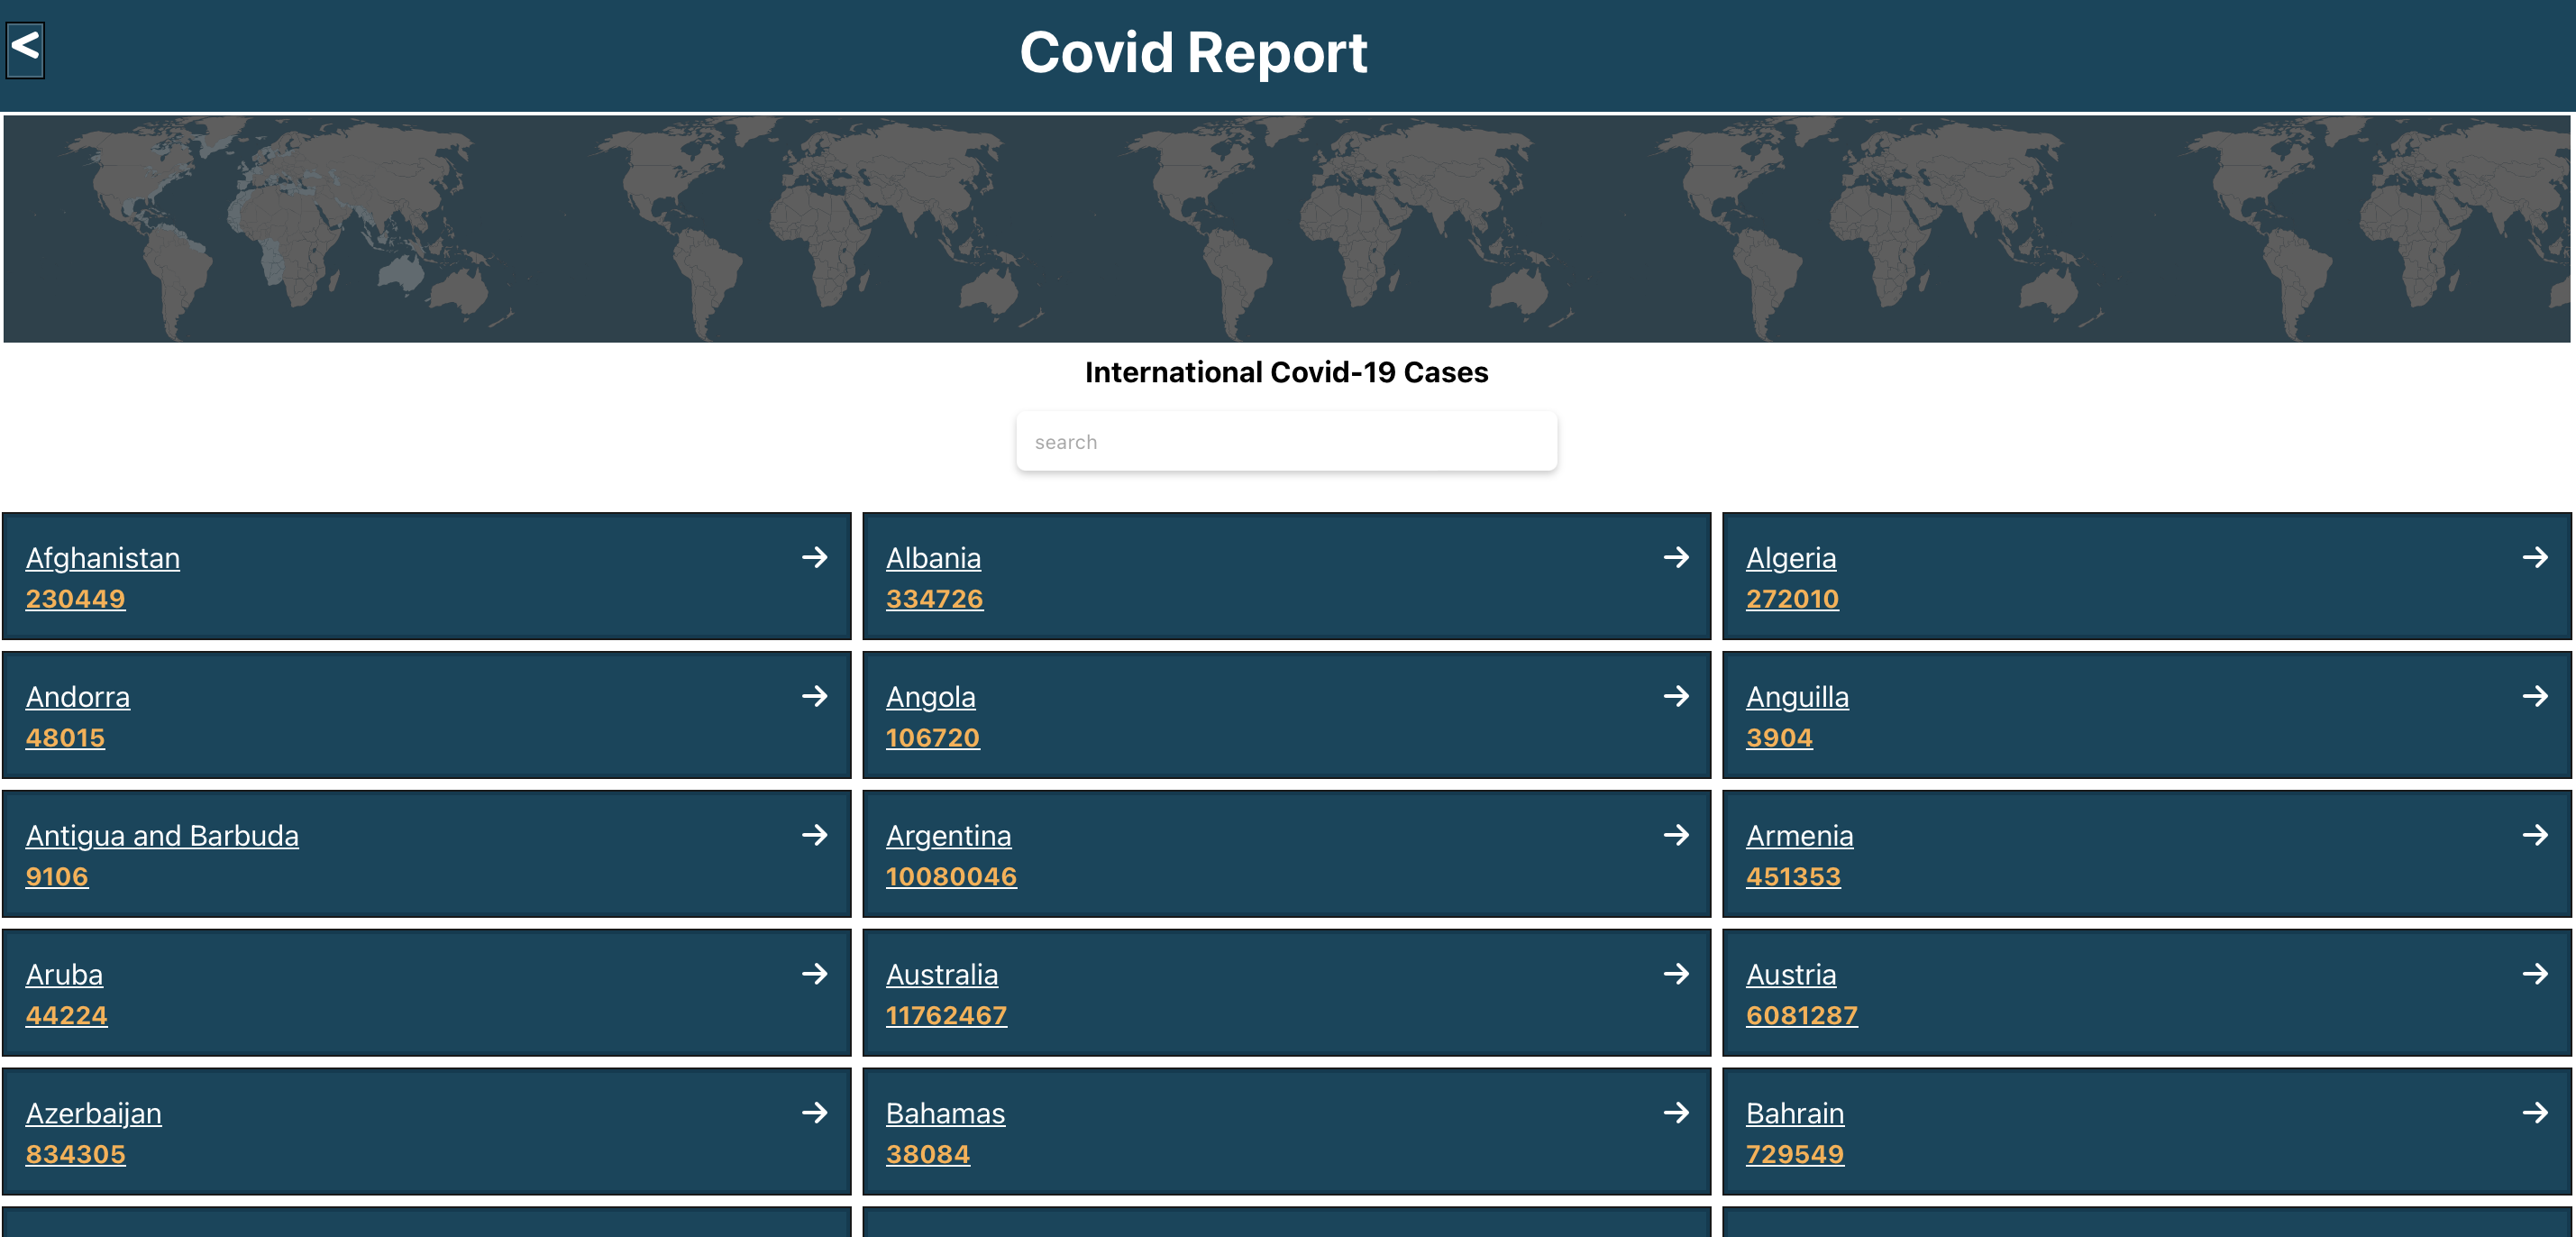 <
Covid Report
International Covid-19 Cases
search
Afghanistan
230449
Albania
334726
Algeria
272010
Andorra
48015
Angola
106720
Anguilla
3904
Antigua and Barbuda
9106
Argentina
10080046
Armenia
451353
Aruba
44224
Australia
11762467
Austria
6081287
Azerbaijan
834305
Bahamas
38084
Bahrain
729549